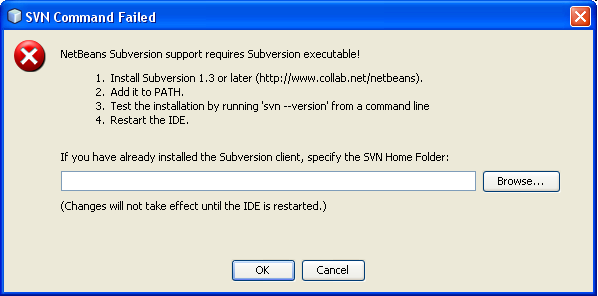 SVN Command Failed
NetBeans Subversion support requires Subversion executable!
1. Install Subversion 1.3 or later (http://www.collab.net/netbeans).
2. Add it to PATH.
3. Test the installation by running 'svn --version' from a command line
4. Restart the IDE.
If you have already installed the Subversion client, specify the SVN Home Folder:
Browse...
(Changes will not take effect until the IDE is restarted.)
OK Cancel